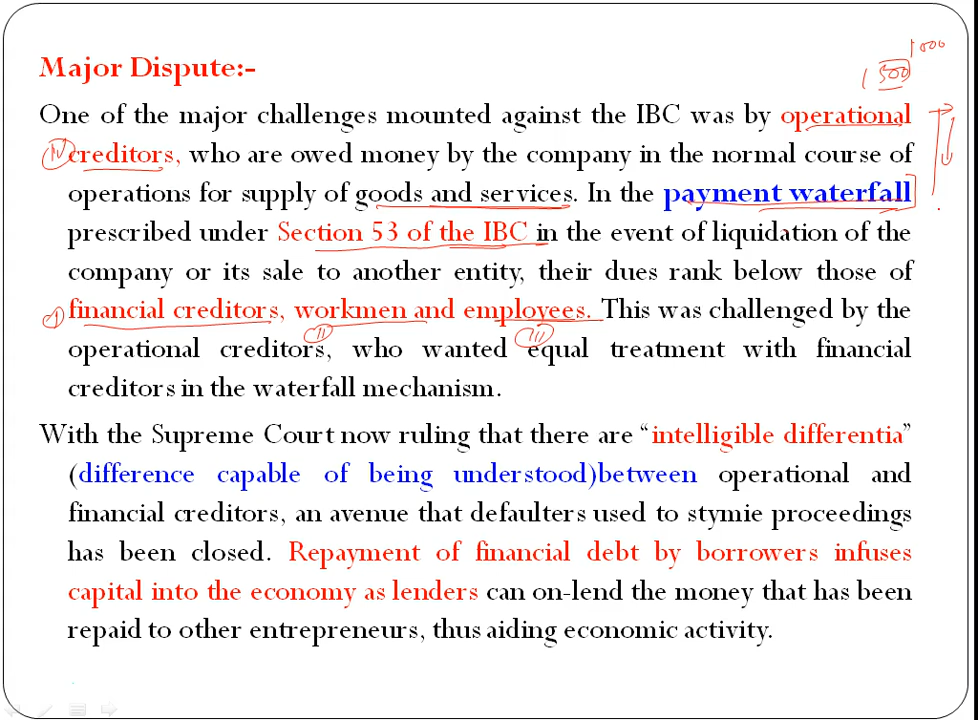 1000
500
Major Dispute:-
One of the major challenges mounted against the IBC was by operational
IV creditors, who are owed money by the company in the normal course of
operations for supply of goods and services. In the payment waterfall
prescribed under Section 53 of the IBC in the event of liquidation of the
company or its sale to another entity, their dues rank below those of
financial creditors, workmen and employees. This was challenged by the
II III
operational creditors, who wanted equal treatment with financial
creditors in the waterfall mechanism.
With the Supreme Court now ruling that there are “intelligible differentia”
(difference capable of being understood)between operational and
financial creditors, an avenue that defaulters used to stymie proceedings
has been closed. Repayment of financial debt by borrowers infuses
capital into the economy as lenders can on-lend the money that has been
repaid to other entrepreneurs, thus aiding economic activity.